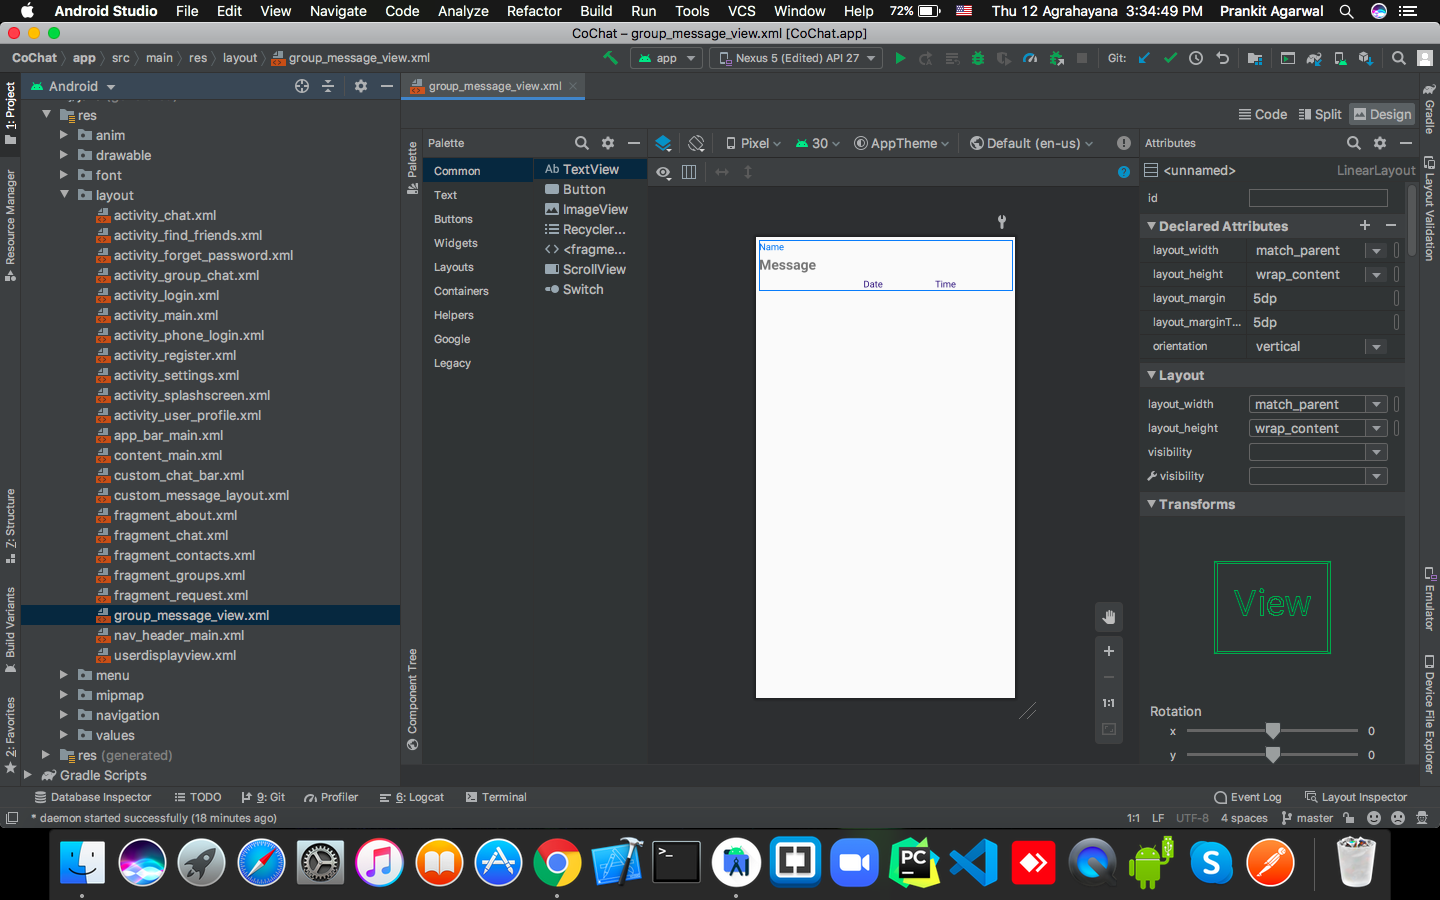 Android Studio File Edit View Navigate Code Analyze Refactor Build Run Tools VCS Window Help 72% Thu 12 Agrahayana 3:34:49 PM Prankit Agarwal
CoChat – group_message_view.xml [CoChat.app]
CoChat app src main res layout group_message_view.xml app Nexus 5 (Edited) API 27 Git:
Android group_message_view.xml
res
anim
drawable
font
layout
activity_chat.xml
activity_find_friends.xml
activity_forget_password.xml
activity_group_chat.xml
activity_login.xml
activity_main.xml
activity_phone_login.xml
activity_register.xml
activity_settings.xml
activity_splashscreen.xml
activity_user_profile.xml
app_bar_main.xml
content_main.xml
custom_chat_bar.xml
custom_message_layout.xml
fragment_about.xml
fragment_chat.xml
fragment_contacts.xml
fragment_groups.xml
fragment_request.xml
group_message_view.xml
nav_header_main.xml
userdisplayview.xml
menu
mipmap
navigation
values
res (generated)
Gradle Scripts
1: Project
Resource Manager
7: Structure
Build Variants
2: Favorites
Code Split Design
Palette
Component Tree
Palette
Common
Text
Buttons
Widgets
Layouts
Containers
Helpers
Google
Legacy
Ab TextView
Button
ImageView
Recycler...
<fragme...
ScrollView
Switch
Pixel 30 AppTheme Default (en-us)
?
Name
Message
Date Time
1:1
Attributes
<unnamed> LinearLayout
id
Declared Attributes
layout_width match_parent
layout_height wrap_content
layout_margin 5dp
layout_marginT... 5dp
orientation vertical
Layout
layout_width match_parent
layout_height wrap_content
visibility
visibility
Transforms
View
Rotation
x 0
y 0
Gradle
Layout Validation
Emulator
Device File Explorer
Database Inspector TODO 9: Git Profiler 6: Logcat Terminal Event Log Layout Inspector
* daemon started successfully (18 minutes ago) 1:1 LF UTF-8 4 spaces master
>_
PC
S